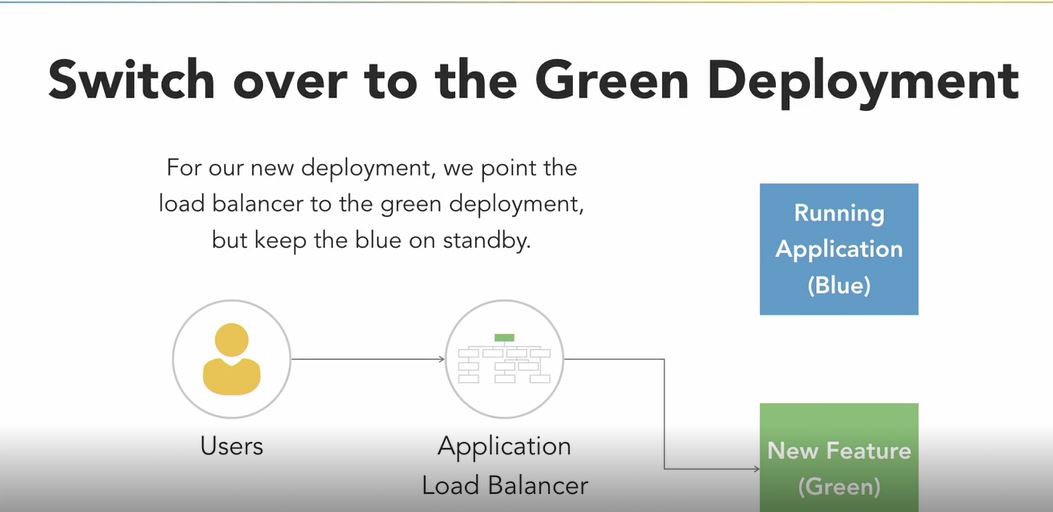 Switch over to the Green Deployment
For our new deployment, we point the
load balancer to the green deployment,
but keep the blue on standby.
Running
Application
(Blue)
Users
Application
Load Balancer
New Feature
(Green)